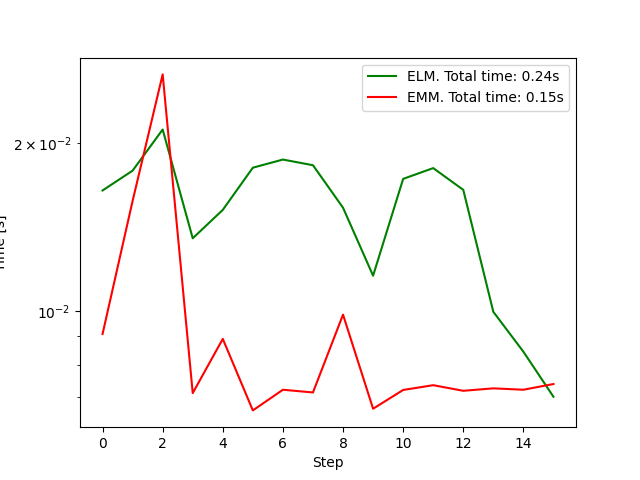 ELM. Total time: 0.24s
EMM. Total time: 0.15s
2 × 10⁻²
10⁻²
Time [s]
0 2 4 6 8 10 12 14
Step